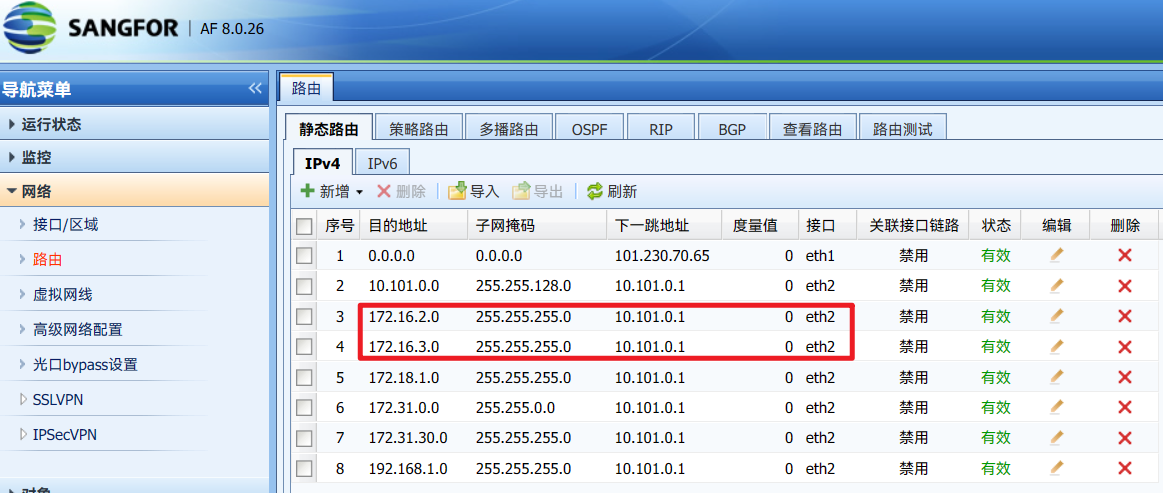 SANGFOR | AF 8.0.26
导航菜单
运行状态
监控
网络
接口/区域
路由
虚拟网线
高级网络配置
光口bypass设置
SSLVPN
IPSecVPN
对象
路由
静态路由 策略路由 多播路由 OSPF RIP BGP 查看路由 路由测试
IPv4 IPv6
新增 删除 导入 导出 刷新
序号 目的地址 子网掩码 下一跳地址 度量值 接口 关联接口链路 状态 编辑 删除
1 0.0.0.0 0.0.0.0 101.230.70.65 0 eth1 禁用 有效
2 10.101.0.0 255.255.128.0 10.101.0.1 0 eth2 禁用 有效
3 172.16.2.0 255.255.255.0 10.101.0.1 0 eth2 禁用 有效
4 172.16.3.0 255.255.255.0 10.101.0.1 0 eth2 禁用 有效
5 172.18.1.0 255.255.255.0 10.101.0.1 0 eth2 禁用 有效
6 172.31.0.0 255.255.0.0 10.101.0.1 0 eth2 禁用 有效
7 172.31.30.0 255.255.255.0 10.101.0.1 0 eth2 禁用 有效
8 192.168.1.0 255.255.255.0 10.101.0.1 0 eth2 禁用 有效